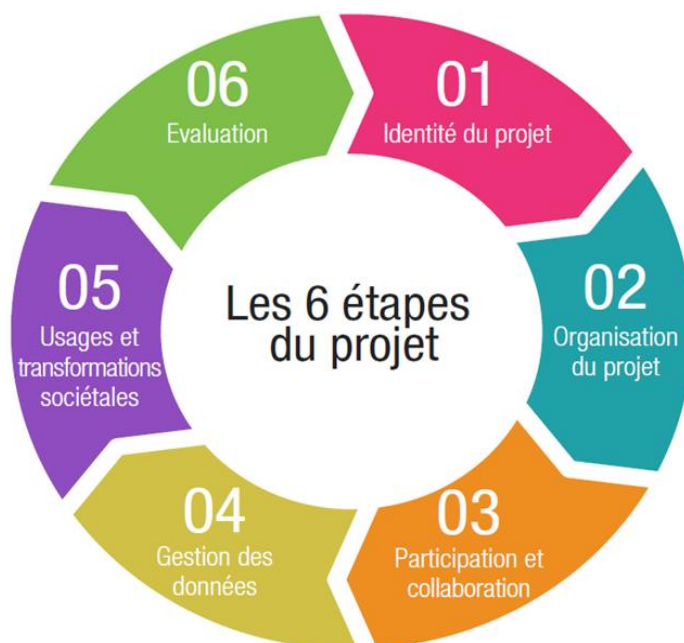 Les 6 étapes
du projet
01
Identité du projet
02
Organisation
du projet
03
Participation et
collaboration
04
Gestion des
données
05
Usages et
transformations
sociétales
06
Evaluation